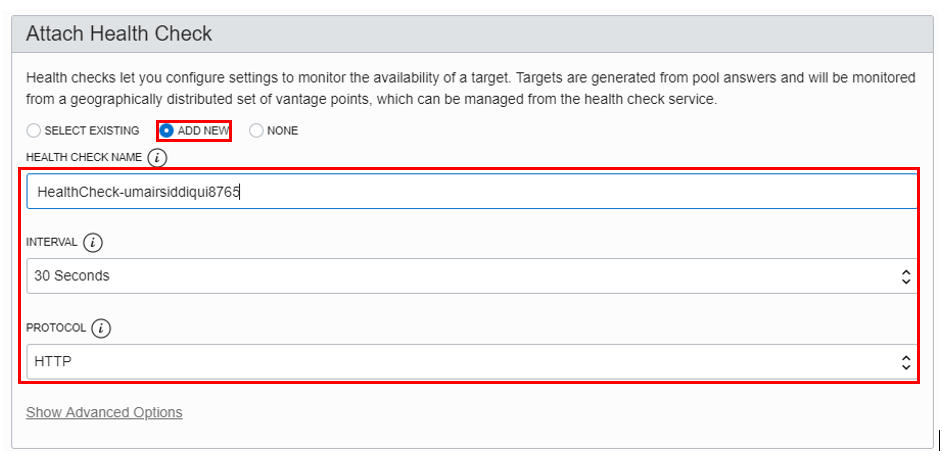 Attach Health Check
Health checks let you configure settings to monitor the availability of a target. Targets are generated from pool answers and will be monitored
from a geographically distributed set of vantage points, which can be managed from the health check service.
SELECT EXISTING ADD NEW NONE
HEALTH CHECK NAME i
HealthCheck-umairsiddiqui8765
INTERVAL i
30 Seconds
PROTOCOL i
HTTP
Show Advanced Options